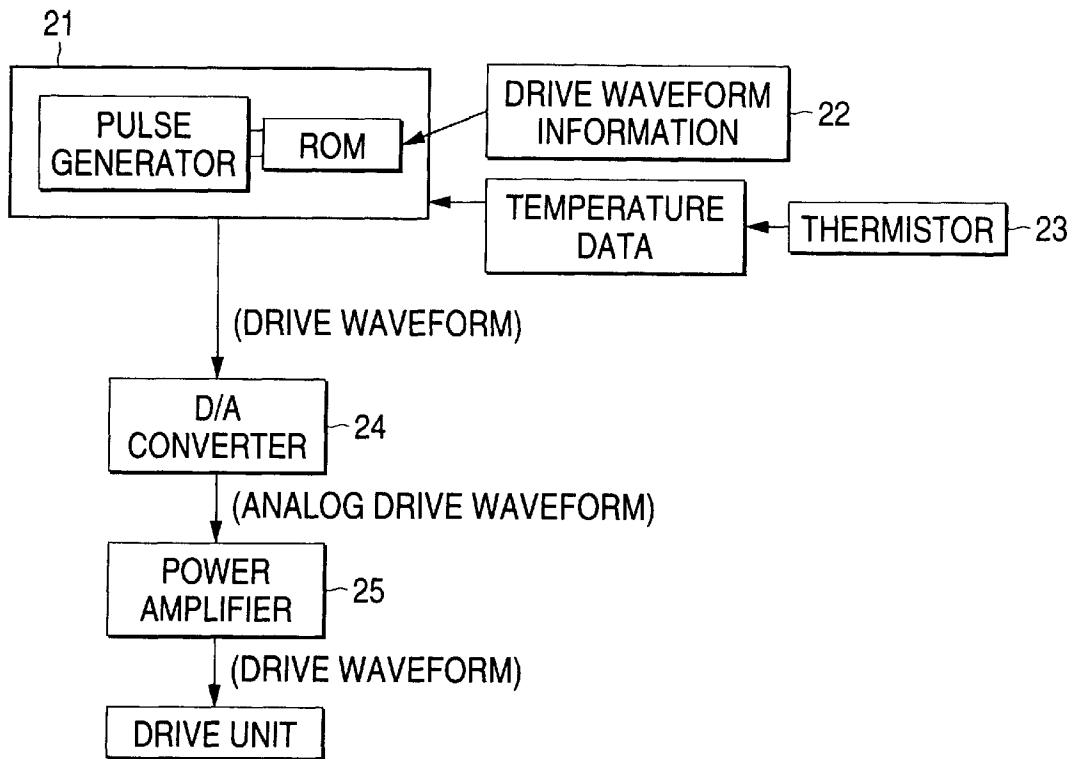 21
PULSE
GENERATOR
ROM
DRIVE WAVEFORM
INFORMATION
22
TEMPERATURE
DATA
THERMISTOR
23
(DRIVE WAVEFORM)
D/A
CONVERTER
24
(ANALOG DRIVE WAVEFORM)
POWER
AMPLIFIER
25
(DRIVE WAVEFORM)
DRIVE UNIT